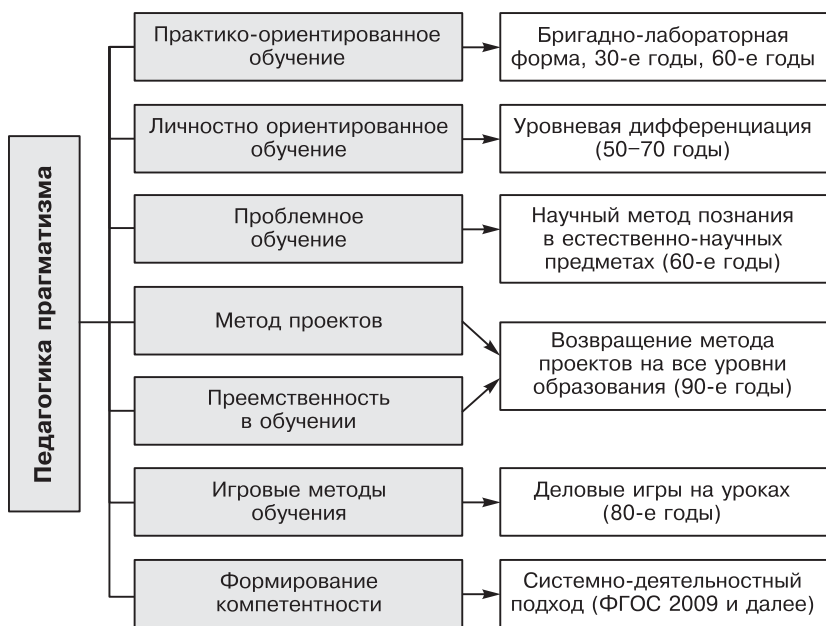 Педагогика прагматизма
Практико-ориентированное
обучение
Бригадно-лабораторная
форма, 30-е годы, 60-е годы
Личностно ориентированное
обучение
Уровневая дифференциация
(50–70 годы)
Проблемное
обучение
Научный метод познания
в естественно-научных
предметах (60-е годы)
Метод проектов
Возвращение метода
проектов на все уровни
образования (90-е годы)
Преемственность
в обучении
Игровые методы
обучения
Деловые игры на уроках
(80-е годы)
Формирование
компетентности
Системно-деятельностный
подход (ФГОС 2009 и далее)